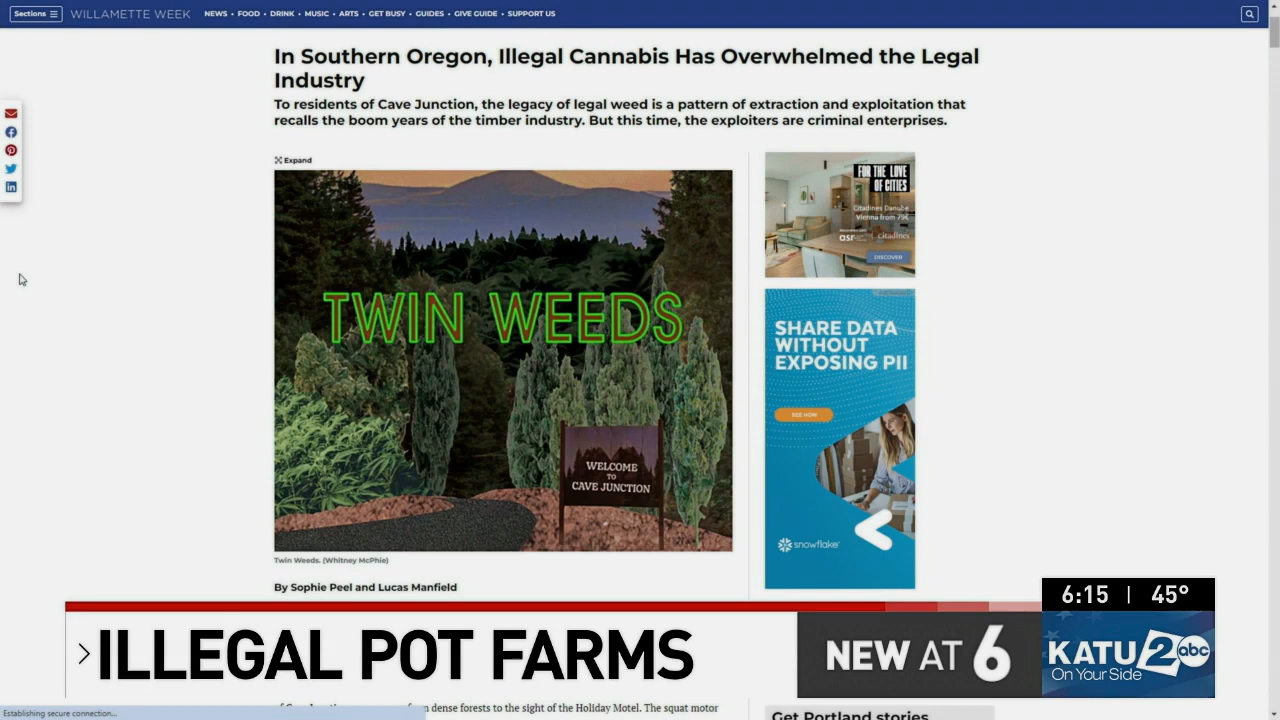 Sections
WILLAMETTE WEEK
NEWS • FOOD • DRINK • MUSIC • ARTS • GET BUSY • GUIDES • GIVE GUIDE • SUPPORT US
In Southern Oregon, Illegal Cannabis Has Overwhelmed the Legal
Industry
To residents of Cave Junction, the legacy of legal weed is a pattern of extraction and exploitation that
recalls the boom years of the timber industry. But this time, the exploiters are criminal enterprises.
Expand
TWIN WEEDS
WELCOME
TO
CAVE JUNCTION
Twin Weeds. (Whitney McPhie)
By Sophie Peel and Lucas Manfield
FOR THE LOVE
OF CITIES
Citadines Danube
Vienna from 79€
asr
citadines
DISCOVER
SHARE DATA
WITHOUT
EXPOSING PII
SEE HOW
snowflake
ILLEGAL POT FARMS
NEW AT 6
6:15 | 45°
KATU 2 abc
On Your Side
dense forests to the sight of the Holiday Motel. The squat motor
Get Portland stories
Establishing secure connection...